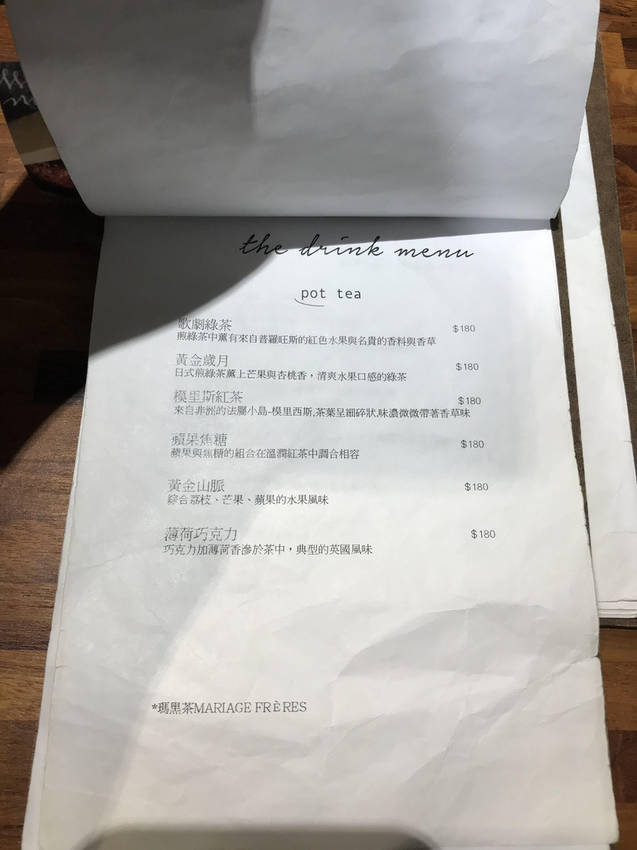 the drink menu
pot tea
歌劇綠茶 $180
煎綠茶中薰有來自普羅旺斯的紅色水果與名貴的香料與香草
黃金歲月 $180
日式煎綠茶薰上芒果與杏桃香，清爽水果口感的綠茶
模里斯紅茶 $180
來自非洲的法屬小島-模里西斯,茶葉呈細碎狀,味濃微微帶著香草味
蘋果焦糖 $180
蘋果與焦糖的組合在溫潤紅茶中調合相容
黃金山脈 $180
綜合荔枝、芒果、蘋果的水果風味
薄荷巧克力 $180
巧克力加薄荷香滲於茶中，典型的英國風味
*瑪黑茶MARIAGE FRÈRES